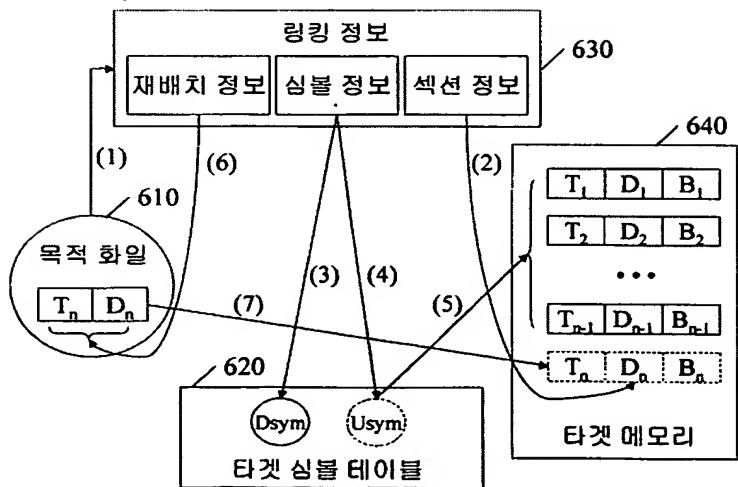 링킹 정보
630
재배치 정보 심볼 정보 섹션 정보
640
(1) (6) (2)
T₁ D₁ B₁
610
T₂ D₂ B₂
목적 화일
•••
(3) (4) (5)
Tₙ Dₙ
(7)
Tₙ₋₁ Dₙ₋₁ Bₙ₋₁
Tₙ Dₙ Bₙ
620
Dsym Usym
타겟 메모리
타겟 심볼 테이블